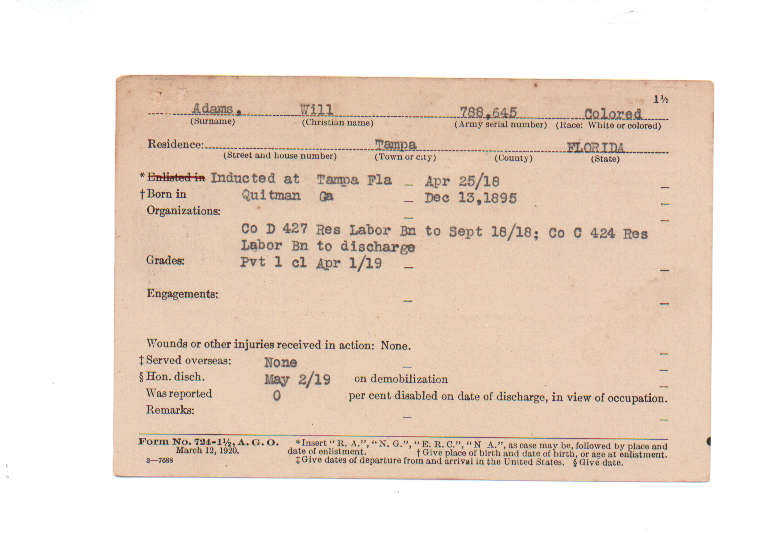 1½
Adams, Will 788,645 Colored
(Surname) (Christian name) (Army serial number) (Race: White or colored)
Residence: Tampa FLORIDA
(Street and house number) (Town or city) (County) (State)
* Enlisted in Inducted at Tampa Fla – Apr 25/18
† Born in Quitman Ga – Dec 13,1895
Organizations:
Co D 427 Res Labor Bn to Sept 18/18; Co C 424 Res
Labor Bn to discharge
Grades: Pvt 1 cl Apr 1/19
Engagements:
Wounds or other injuries received in action: None.
‡ Served overseas: None
§ Hon. disch. May 2/19 on demobilization
Was reported 0 per cent disabled on date of discharge, in view of occupation.
Remarks:
Form No. 724-1½, A. G. O. *Insert "R. A.", "N. G.", "E. R. C.", "N A.", as case may be, followed by place and
March 12, 1920. date of enlistment. † Give place of birth and date of birth, or age at enlistment.
3—7688 ‡ Give dates of departure from and arrival in the United States. § Give date.